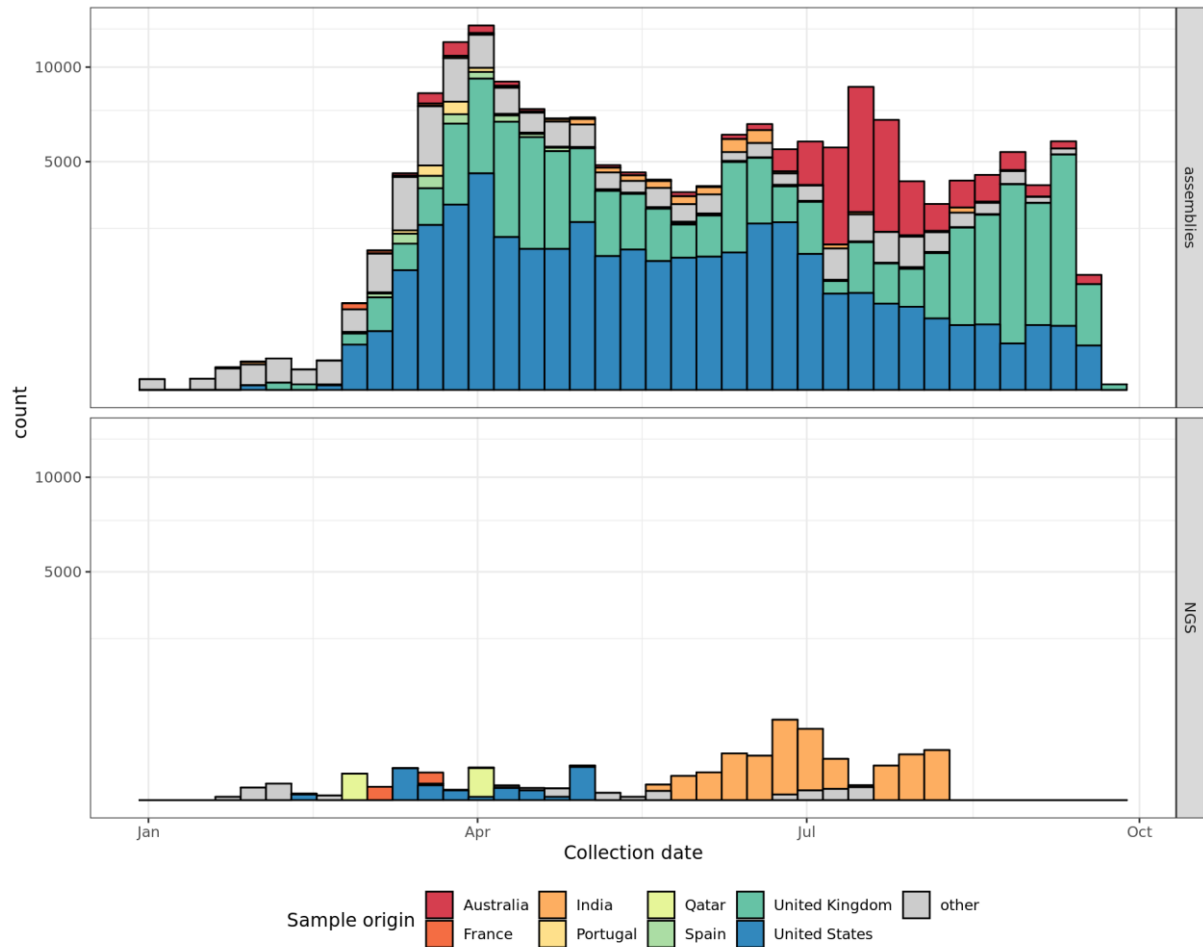 10000
5000
assemblies
count
10000
5000
NGS
Jan
Apr
Jul
Oct
Collection date
Sample origin
Australia
India
Qatar
United Kingdom
other
France
Portugal
Spain
United States